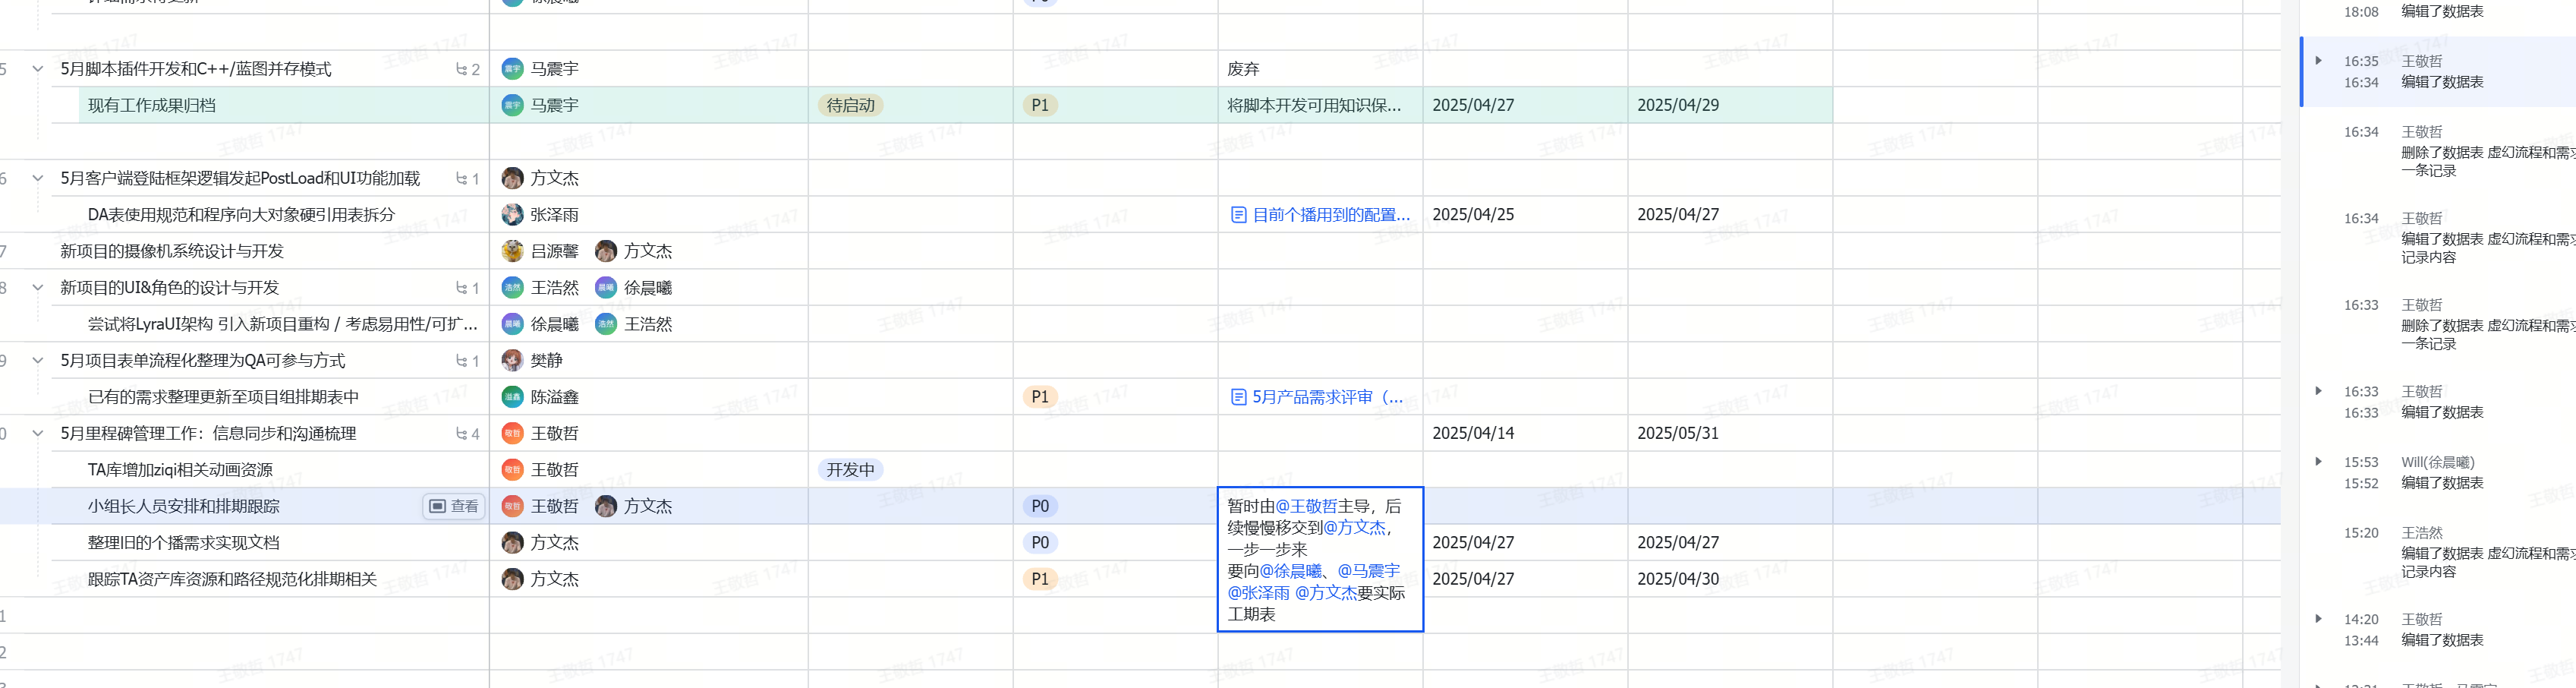 18:08 编辑了数据表
5 5月脚本插件开发和C++/蓝图并存模式 2 震宇 马震宇 废弃
现有工作成果归档 震宇 马震宇 待启动 P1 将脚本开发可用知识保... 2025/04/27 2025/04/29
6 5月客户端登陆框架逻辑发起PostLoad和UI功能加载 1 方文杰
DA表使用规范和程序向大对象硬引用表拆分 张泽雨 目前个播用到的配置... 2025/04/25 2025/04/27
7 新项目的摄像机系统设计与开发 吕源馨 方文杰
8 新项目的UI&角色的设计与开发 1 浩然 王浩然 晨曦 徐晨曦
尝试将LyraUI架构 引入新项目重构 / 考虑易用性/可扩... 晨曦 徐晨曦 浩然 王浩然
9 5月项目表单流程化整理为QA可参与方式 1 樊静
已有的需求整理更新至项目组排期表中 溢鑫 陈溢鑫 P1 5月产品需求评审（...
0 5月里程碑管理工作：信息同步和沟通梳理 4 敬哲 王敬哲 2025/04/14 2025/05/31
TA库增加ziqi相关动画资源 敬哲 王敬哲 开发中
小组长人员安排和排期跟踪 查看 敬哲 王敬哲 方文杰 P0
暂时由@王敬哲主导，后
续慢慢移交到@方文杰，
一步一步来
要向@徐晨曦、@马震宇
@张泽雨 @方文杰要实际
工期表
整理旧的个播需求实现文档 方文杰 P0 2025/04/27 2025/04/27
跟踪TA资产库资源和路径规范化排期相关 方文杰 P1 2025/04/27 2025/04/30
1
2
16:35 王敬哲
16:34 编辑了数据表
16:34 王敬哲
删除了数据表 虚幻流程和需
一条记录
16:34 王敬哲
编辑了数据表 虚幻流程和需
记录内容
16:33 王敬哲
删除了数据表 虚幻流程和需
一条记录
16:33 王敬哲
16:33 编辑了数据表
15:53 Will(徐晨曦)
15:52 编辑了数据表
15:20 王浩然
编辑了数据表 虚幻流程和需
记录内容
14:20 王敬哲
13:44 编辑了数据表
王敬哲 1747